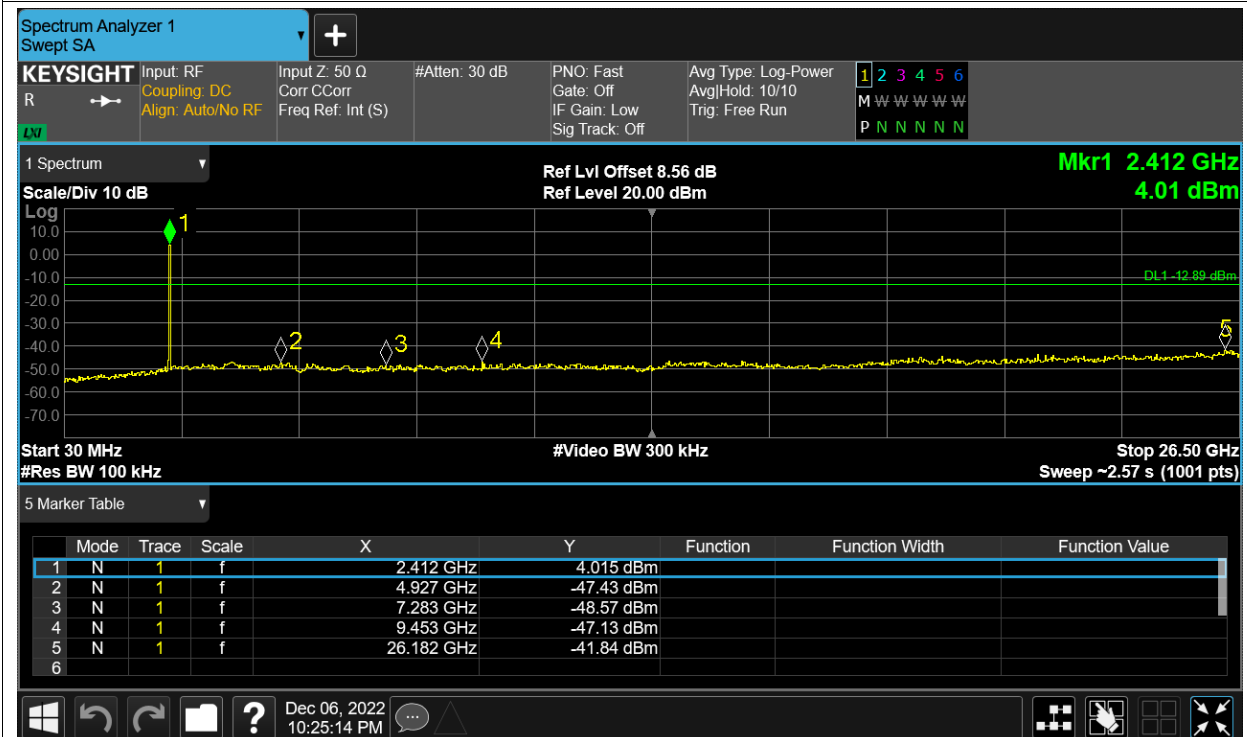 Spectrum Analyzer 1
Swept SA
KEYSIGHT
R
LXI
Input: RF
Coupling: DC
Align: Auto/No RF
Input Z: 50 Ω
Corr CCorr
Freq Ref: Int (S)
#Atten: 30 dB
PNO: Fast
Gate: Off
IF Gain: Low
Sig Track: Off
Avg Type: Log-Power
Avg|Hold: 10/10
Trig: Free Run
1 2 3 4 5 6
M W W W W W
P N N N N N
1 Spectrum
Scale/Div 10 dB
Ref Lvl Offset 8.56 dB
Ref Level 20.00 dBm
Mkr1 2.412 GHz
4.01 dBm
Log
10.0
0.00
-10.0
-20.0
-30.0
-40.0
-50.0
-60.0
-70.0
1
2
3
4
5
DL1 -12.89 dBm
Start 30 MHz
#Video BW 300 kHz
Stop 26.50 GHz
#Res BW 100 kHz
Sweep ~2.57 s (1001 pts)
5 Marker Table
Mode Trace Scale X Y Function Function Width Function Value
1 N 1 f 2.412 GHz 4.015 dBm
2 N 1 f 4.927 GHz -47.43 dBm
3 N 1 f 7.283 GHz -48.57 dBm
4 N 1 f 9.453 GHz -47.13 dBm
5 N 1 f 26.182 GHz -41.84 dBm
6
?
Dec 06, 2022
10:25:14 PM